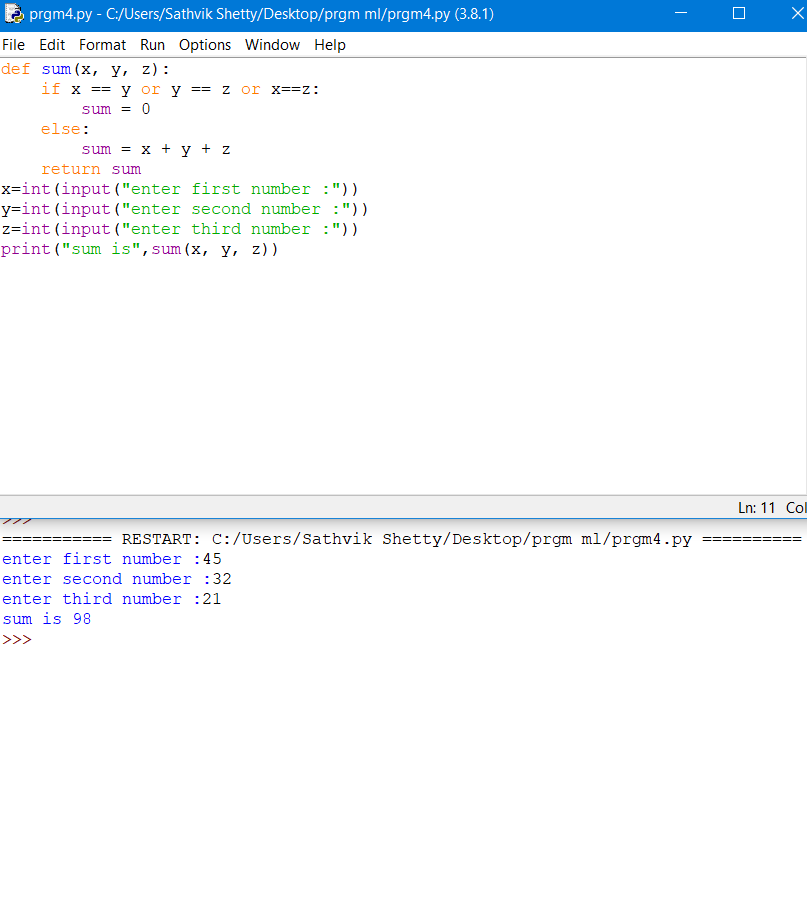 prgm4.py - C:/Users/Sathvik Shetty/Desktop/prgm ml/prgm4.py (3.8.1)
File Edit Format Run Options Window Help
def sum(x, y, z):
    if x == y or y == z or x==z:
        sum = 0
    else:
        sum = x + y + z
    return sum
x=int(input("enter first number :"))
y=int(input("enter second number :"))
z=int(input("enter third number :"))
print("sum is",sum(x, y, z))
Ln: 11 Col
>>>
=========== RESTART: C:/Users/Sathvik Shetty/Desktop/prgm ml/prgm4.py ==========
enter first number :45
enter second number :32
enter third number :21
sum is 98
>>>